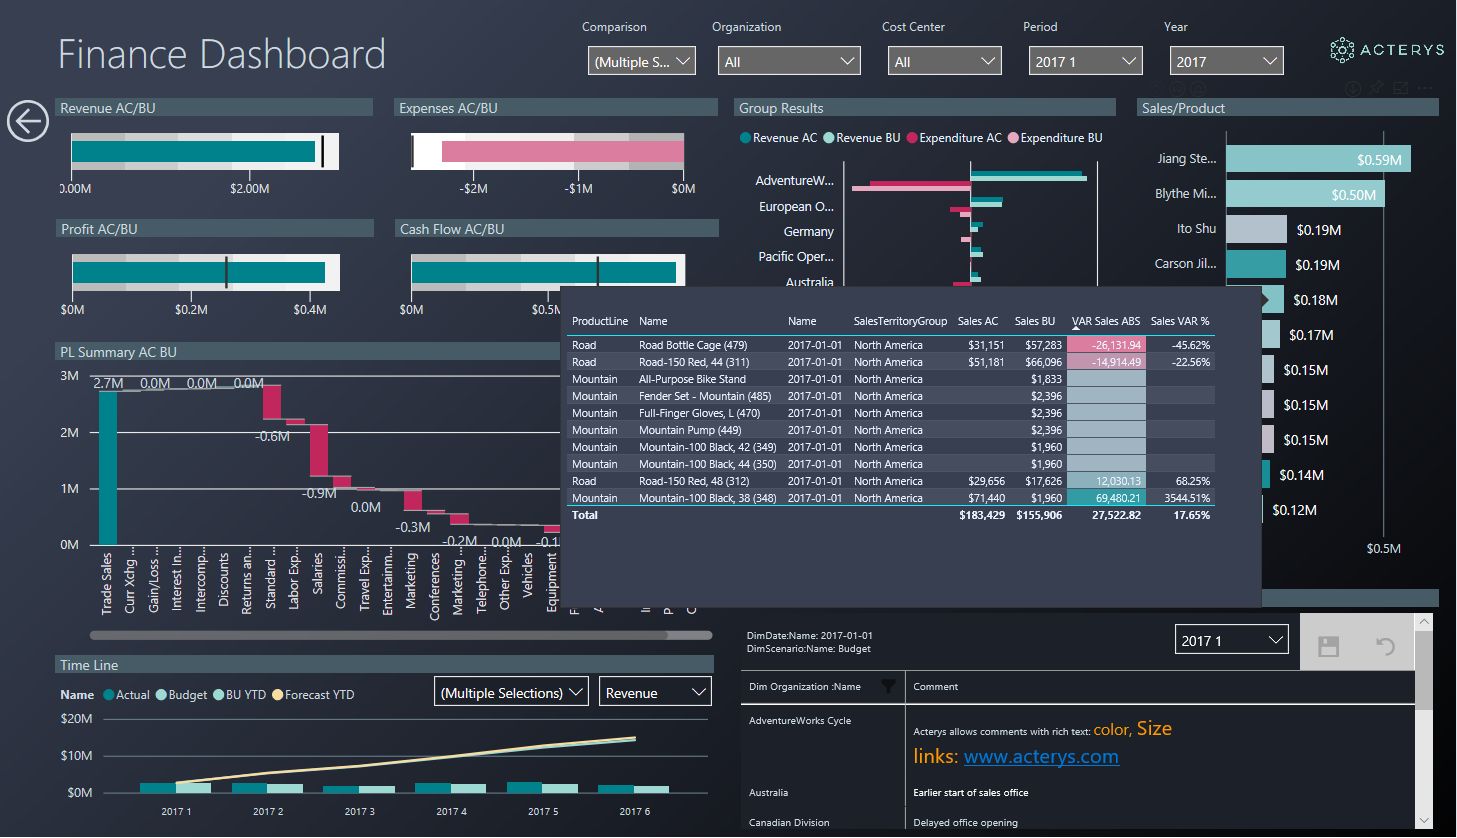 Finance Dashboard
Comparison Organization Cost Center Period Year
(Multiple S... All All 2017 1 2017
ACTERYS
Revenue AC/BU
0.00M $2.00M
Expenses AC/BU
-$2M -$1M $0M
Group Results
Revenue AC Revenue BU Expenditure AC Expenditure BU
AdventureW...
European O...
Germany
Pacific Oper...
Australia
Sales/Product
Jiang Ste... $0.59M
Blythe Mi... $0.50M
Ito Shu $0.19M
Carson Jil... $0.19M
$0.18M
$0.17M
$0.15M
$0.15M
$0.15M
$0.14M
$0.12M
$0.5M
Profit AC/BU
$0M $0.2M $0.4M
Cash Flow AC/BU
$0M $0.5M
PL Summary AC BU
3M
2M
1M
0M
2.7M 0.0M 0.0M 0.0M
-0.6M
-0.9M
0.0M
-0.3M
-0.2M 0.0M -0.1
Trade Sales
Curr Xchg ...
Gain/Loss ...
Interest In...
Intercomp...
Discounts
Returns an...
Standard ...
Labor Exp...
Salaries
Commissi...
Travel Exp...
Entertainm...
Marketing
Conferences
Marketing ...
Telephone...
Other Exp...
Vehicles
Equipment
ProductLine Name Name SalesTerritoryGroup Sales AC Sales BU VAR Sales ABS Sales VAR %
Road Road Bottle Cage (479) 2017-01-01 North America $31,151 $57,283 -26,131.94 -45.62%
Road Road-150 Red, 44 (311) 2017-01-01 North America $51,181 $66,096 -14,914.49 -22.56%
Mountain All-Purpose Bike Stand 2017-01-01 North America $1,833
Mountain Fender Set - Mountain (485) 2017-01-01 North America $2,396
Mountain Full-Finger Gloves, L (470) 2017-01-01 North America $2,396
Mountain Mountain Pump (449) 2017-01-01 North America $2,396
Mountain Mountain-100 Black, 42 (349) 2017-01-01 North America $1,960
Mountain Mountain-100 Black, 44 (350) 2017-01-01 North America $1,960
Road Road-150 Red, 48 (312) 2017-01-01 North America $29,656 $17,626 12,030.13 68.25%
Mountain Mountain-100 Black, 38 (348) 2017-01-01 North America $71,440 $1,960 69,480.21 3544.51%
Total $183,429 $155,906 27,522.82 17.65%
Time Line
Name Actual Budget BU YTD Forecast YTD
(Multiple Selections) Revenue
$20M
$10M
$0M
2017 1 2017 2 2017 3 2017 4 2017 5 2017 6
DimDate:Name: 2017-01-01
DimScenario:Name: Budget
2017 1
Dim Organization :Name Comment
AdventureWorks Cycle
Acterys allows comments with rich text: color, Size
links: www.acterys.com
Australia Earlier start of sales office
Canadian Division Delayed office opening